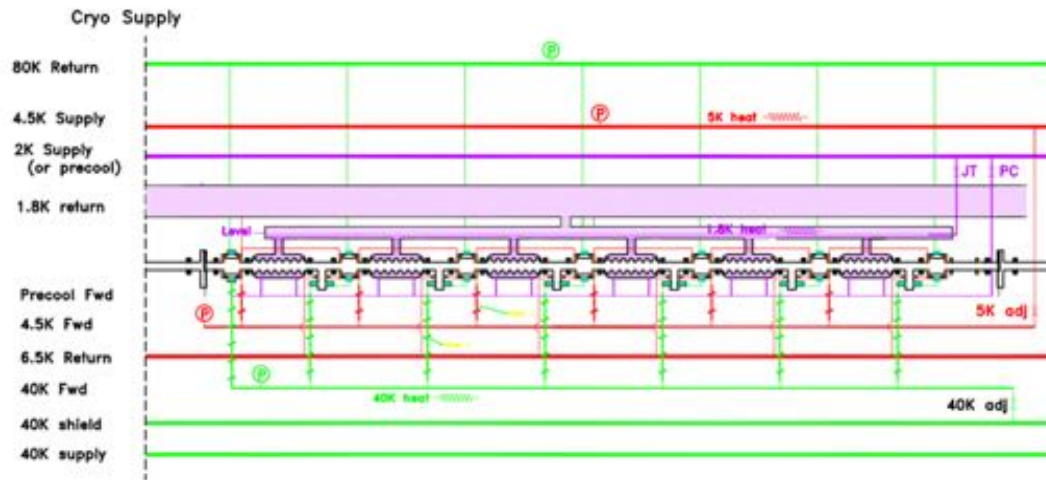 Cryo Supply
80K Return
4.5K Supply
5K heat
2K Supply
(or precool)
JT
PC
1.8K return
Level
1.8K heat
Precool Fwd
4.5K Fwd
5K adj
6.5K Return
40K Fwd
40K heat
40K adj
40K shield
40K supply
P
P
P
P